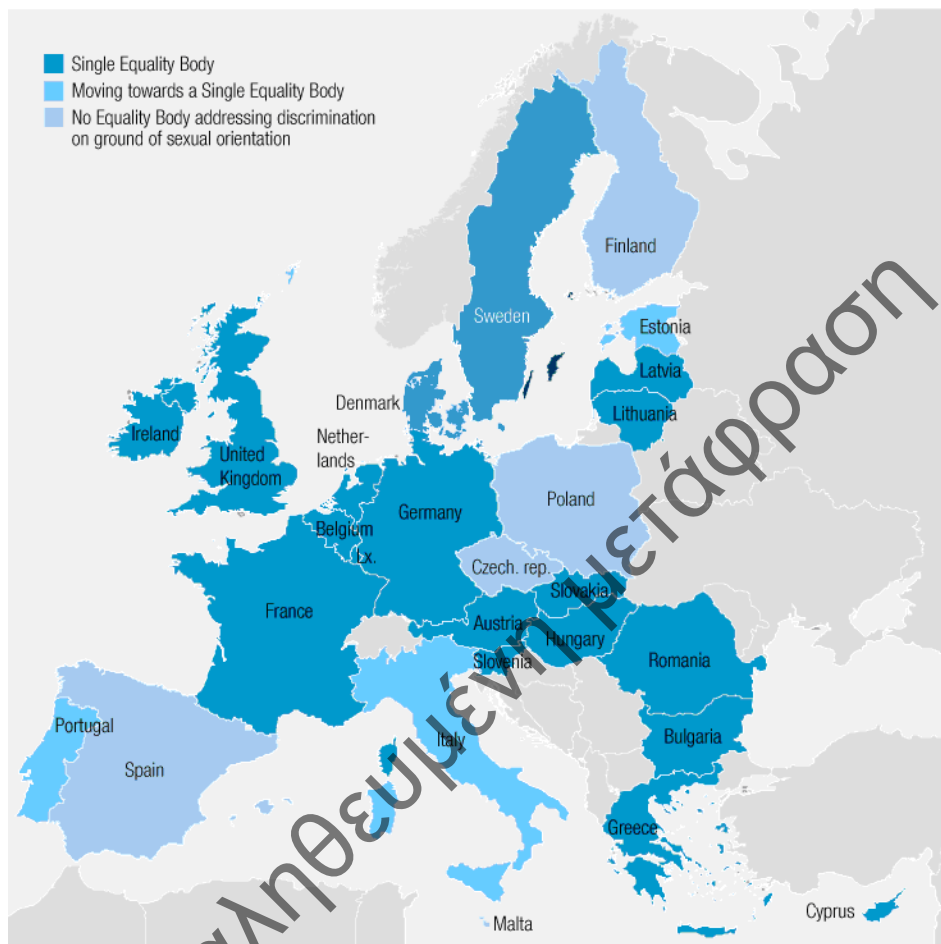 Single Equality Body
Moving towards a Single Equality Body
No Equality Body addressing discrimination
on ground of sexual orientation
Finland
Sweden
Estonia
Latvia
Lithuania
Denmark
Nether-
lands
Ireland
United
Kingdom
Belgium
Lx.
Germany
Poland
Czech. rep.
Slovakia
France
Austria
Hungary
Slovenia
Romania
Portugal
Spain
Italy
Bulgaria
Greece
Malta
Cyprus
μετάφραση